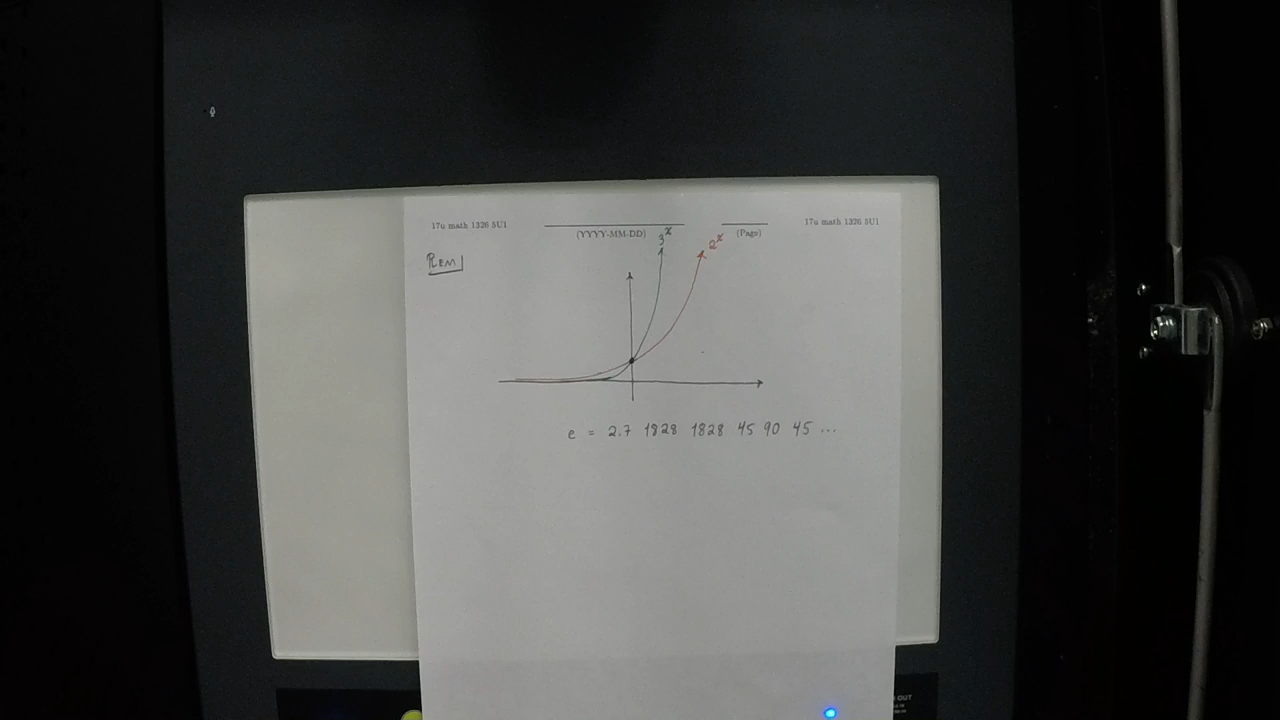 17u math 1326 5U1 (YYYY-MM-DD) (Page) 17u math 1326 5U1
3^x 2^x
REM
e = 2.7 1828 1828 45 90 45 ...
OUT